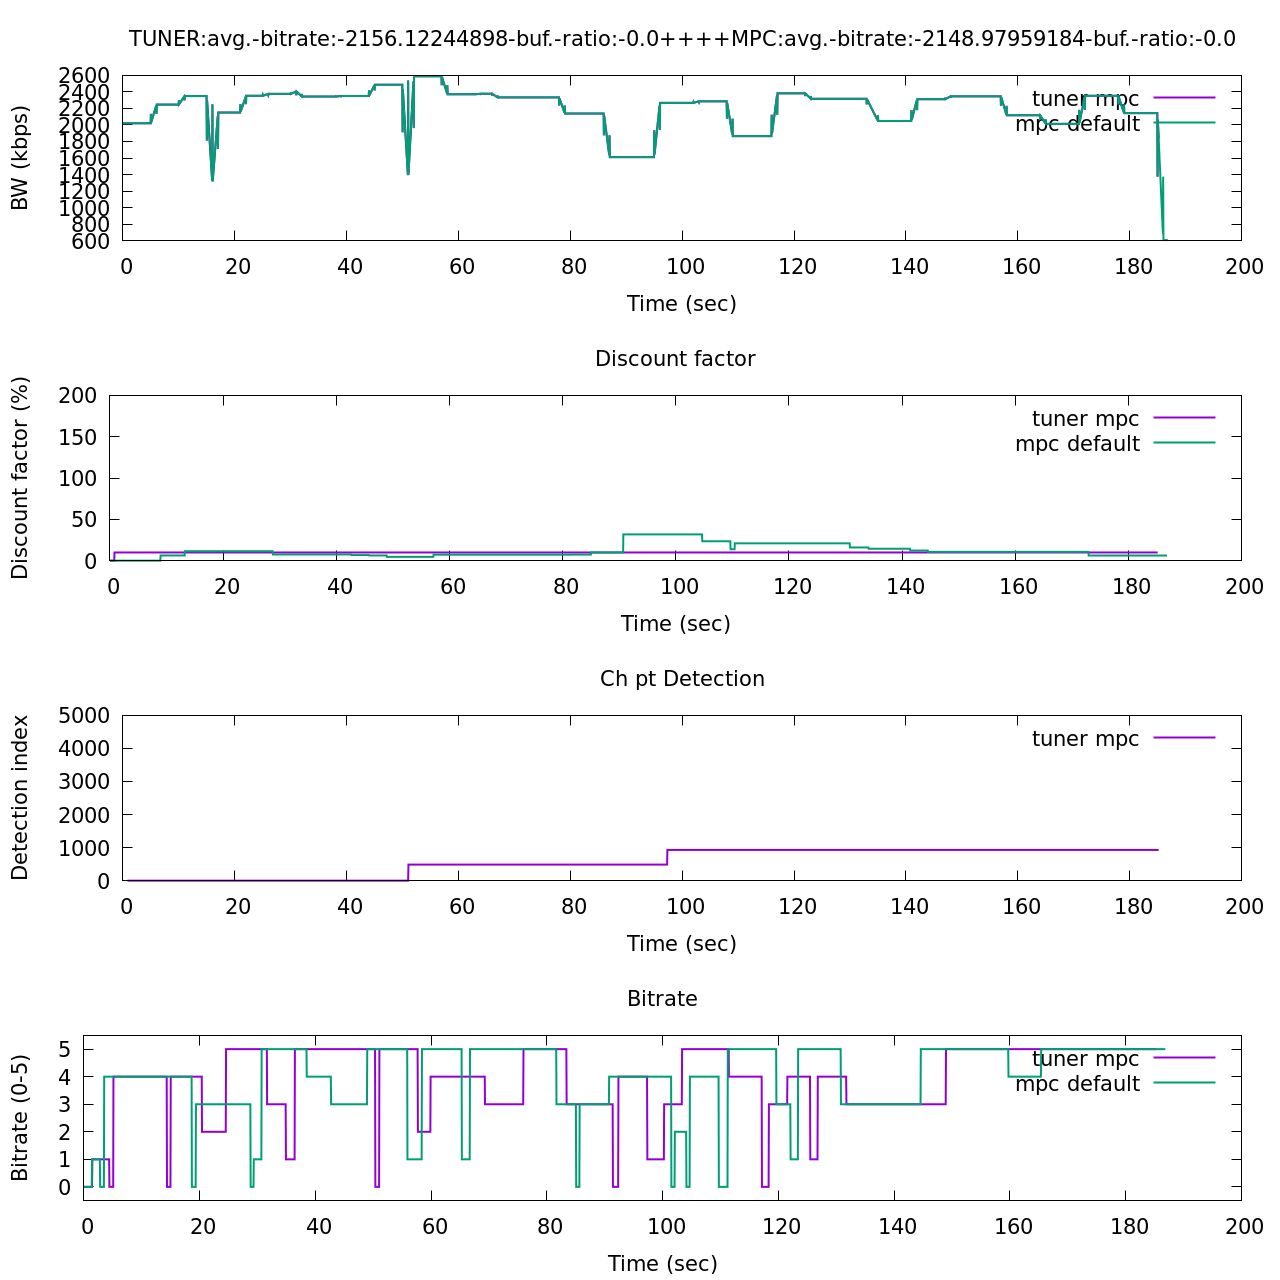 TUNER:avg.-bitrate:-2156.12244898-buf.-ratio:-0.0++++MPC:avg.-bitrate:-2148.97959184-buf.-ratio:-0.0
BW (kbps)
2600
2400
2200
2000
1800
1600
1400
1200
1000
800
600
tuner mpc
mpc default
0 20 40 60 80 100 120 140 160 180 200
Time (sec)
Discount factor
Discount factor (%)
200
150
100
50
0
tuner mpc
mpc default
0 20 40 60 80 100 120 140 160 180 200
Time (sec)
Ch pt Detection
Detection index
5000
4000
3000
2000
1000
0
tuner mpc
0 20 40 60 80 100 120 140 160 180 200
Time (sec)
Bitrate
Bitrate (0-5)
5
4
3
2
1
0
tuner mpc
mpc default
0 20 40 60 80 100 120 140 160 180 200
Time (sec)